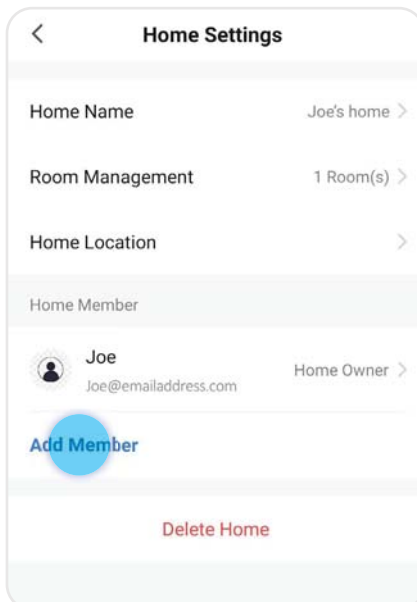 Home Settings
Home Name Joe's home
Room Management 1 Room(s)
Home Location
Home Member
Joe
Joe@emailaddress.com
Home Owner
Add Member
Delete Home